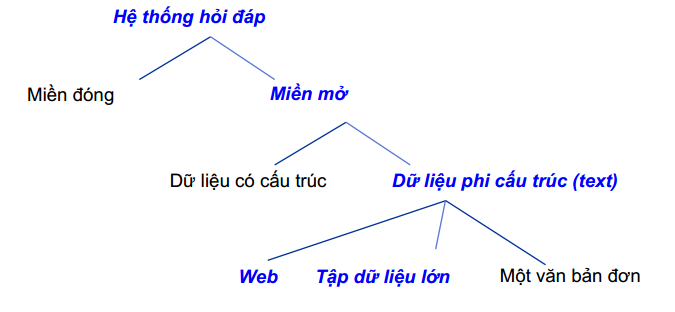 Hệ thống hỏi đáp
Miền đóng
Miền mở
Dữ liệu có cấu trúc
Dữ liệu phi cấu trúc (text)
Web
Tập dữ liệu lớn
Một văn bản đơn